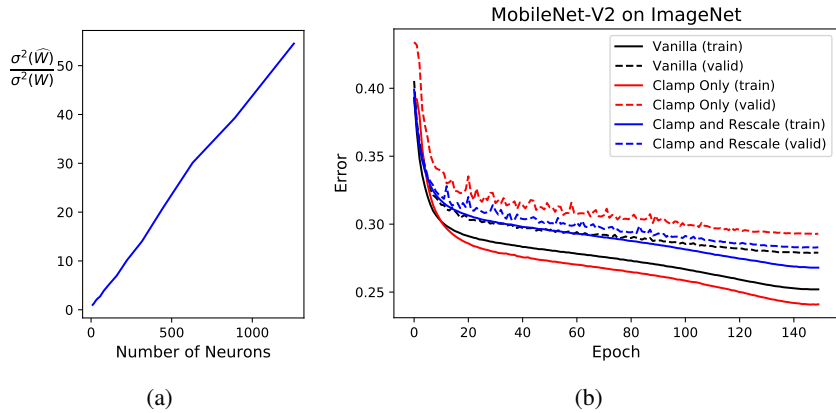 σ²(Ŵ)
σ²(W)
50
40
30
20
10
0
0
500
1000
Number of Neurons
(a)
MobileNet-V2 on ImageNet
Vanilla (train)
Vanilla (valid)
Clamp Only (train)
Clamp Only (valid)
Clamp and Rescale (train)
Clamp and Rescale (valid)
Error
0.40
0.35
0.30
0.25
0
20
40
60
80
100
120
140
Epoch
(b)